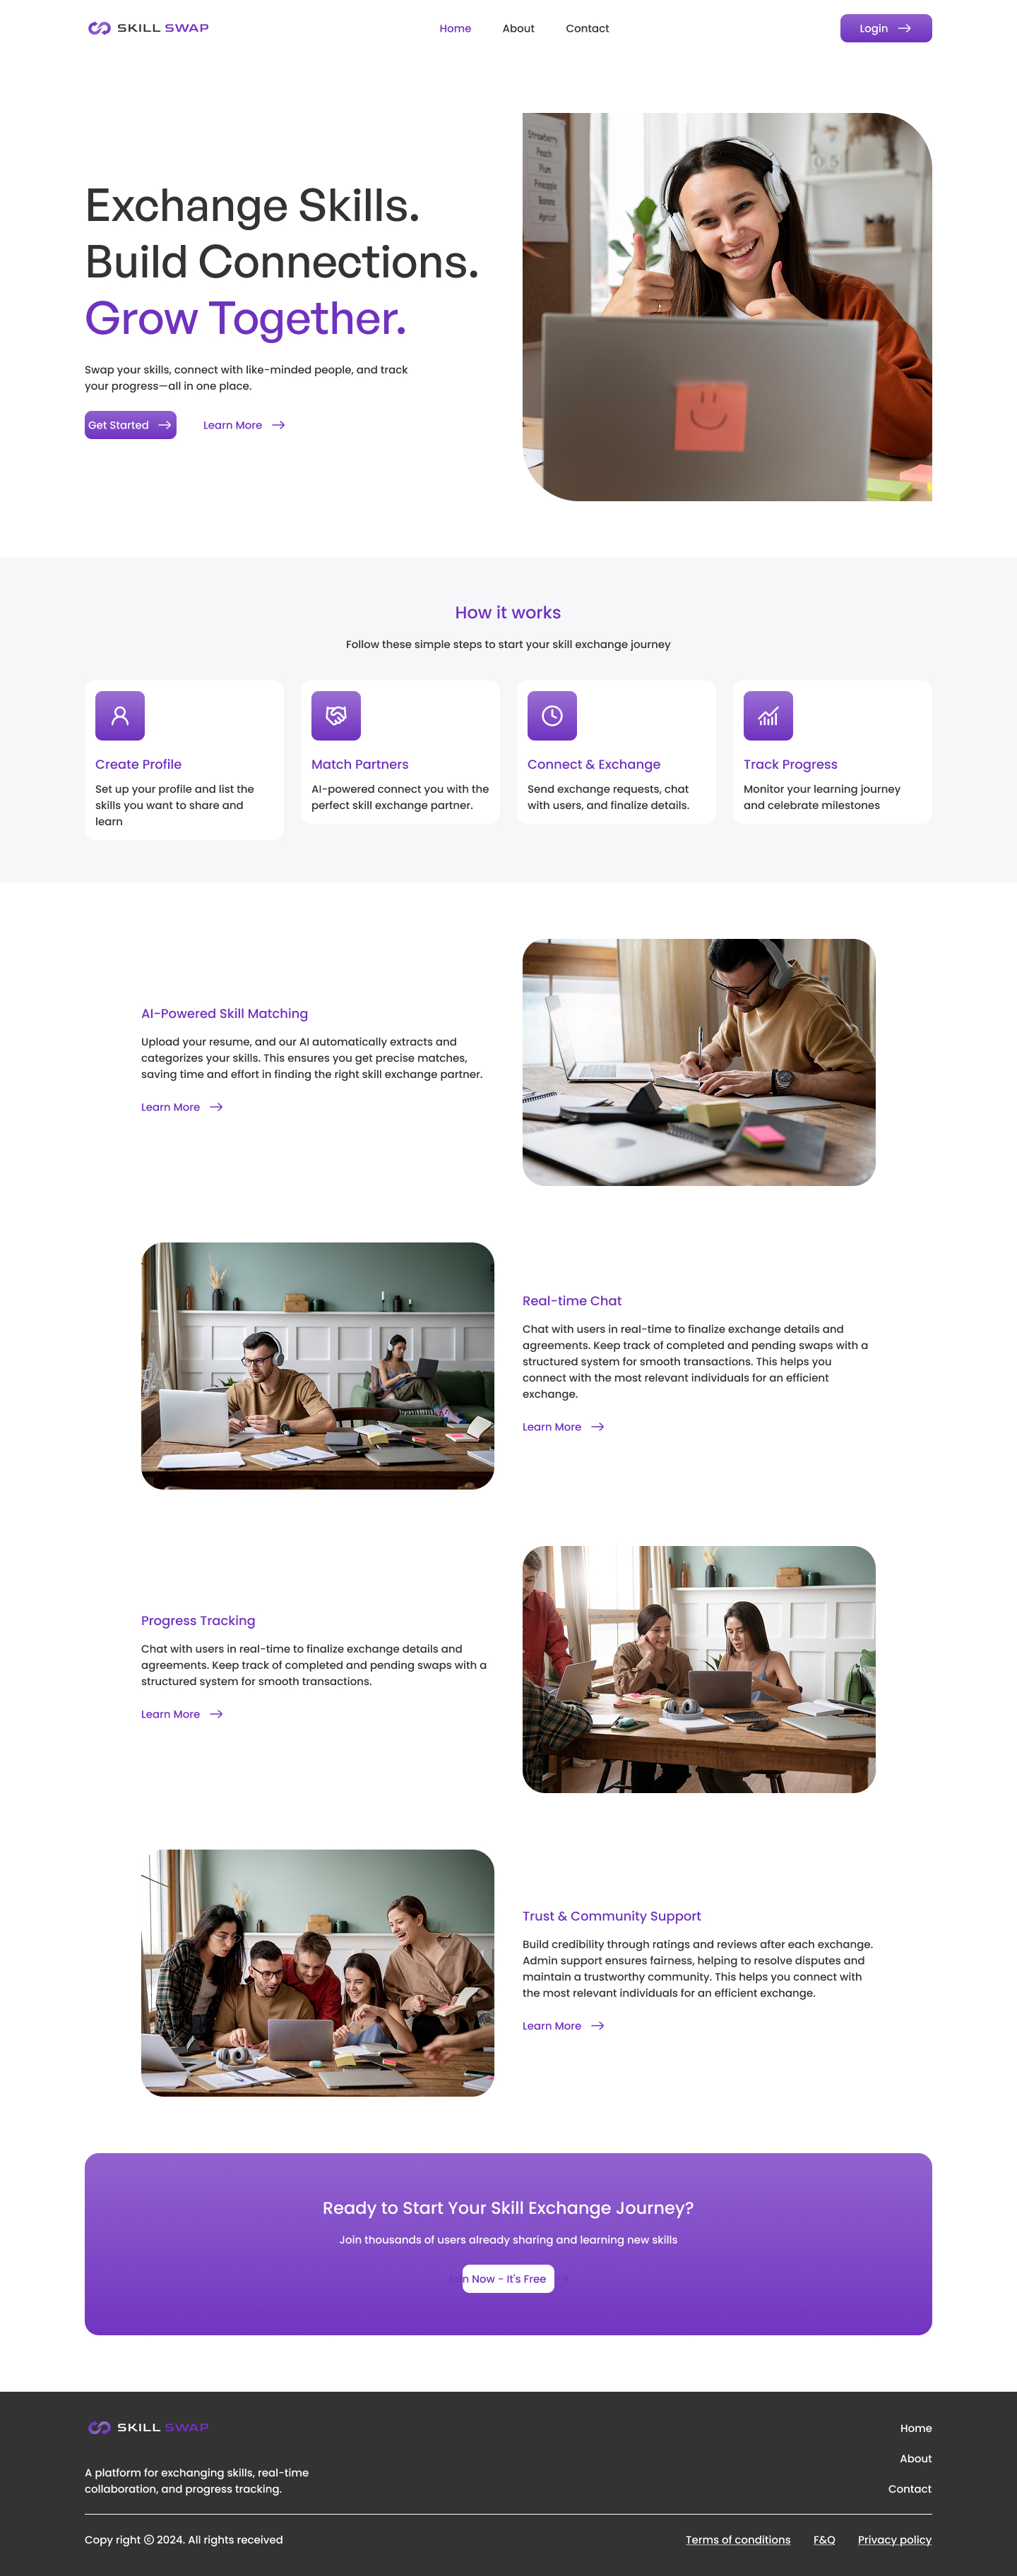 SKILL SWAP
Home
About
Contact
Login
Strawberry
Peach
Plum
Pineapple
Banana
Apricot
Exchange Skills.
Build Connections.
Grow Together.
Swap your skills, connect with like-minded people, and track
your progress—all in one place.
Get Started
Learn More
How it works
Follow these simple steps to start your skill exchange journey
Create Profile
Set up your profile and list the
skills you want to share and
learn
Match Partners
AI-powered connect you with the
perfect skill exchange partner.
Connect & Exchange
Send exchange requests, chat
with users, and finalize details.
Track Progress
Monitor your learning journey
and celebrate milestones
AI-Powered Skill Matching
Upload your resume, and our AI automatically extracts and
categorizes your skills. This ensures you get precise matches,
saving time and effort in finding the right skill exchange partner.
Learn More
Real-time Chat
Chat with users in real-time to finalize exchange details and
agreements. Keep track of completed and pending swaps with a
structured system for smooth transactions. This helps you
connect with the most relevant individuals for an efficient
exchange.
Learn More
Progress Tracking
Chat with users in real-time to finalize exchange details and
agreements. Keep track of completed and pending swaps with a
structured system for smooth transactions.
Learn More
Trust & Community Support
Build credibility through ratings and reviews after each exchange.
Admin support ensures fairness, helping to resolve disputes and
maintain a trustworthy community. This helps you connect with
the most relevant individuals for an efficient exchange.
Learn More
Ready to Start Your Skill Exchange Journey?
Join thousands of users already sharing and learning new skills
Join Now - It's Free
SKILL SWAP
A platform for exchanging skills, real-time
collaboration, and progress tracking.
Home
About
Contact
Copy right © 2024. All rights received
Terms of conditions
F&Q
Privacy policy